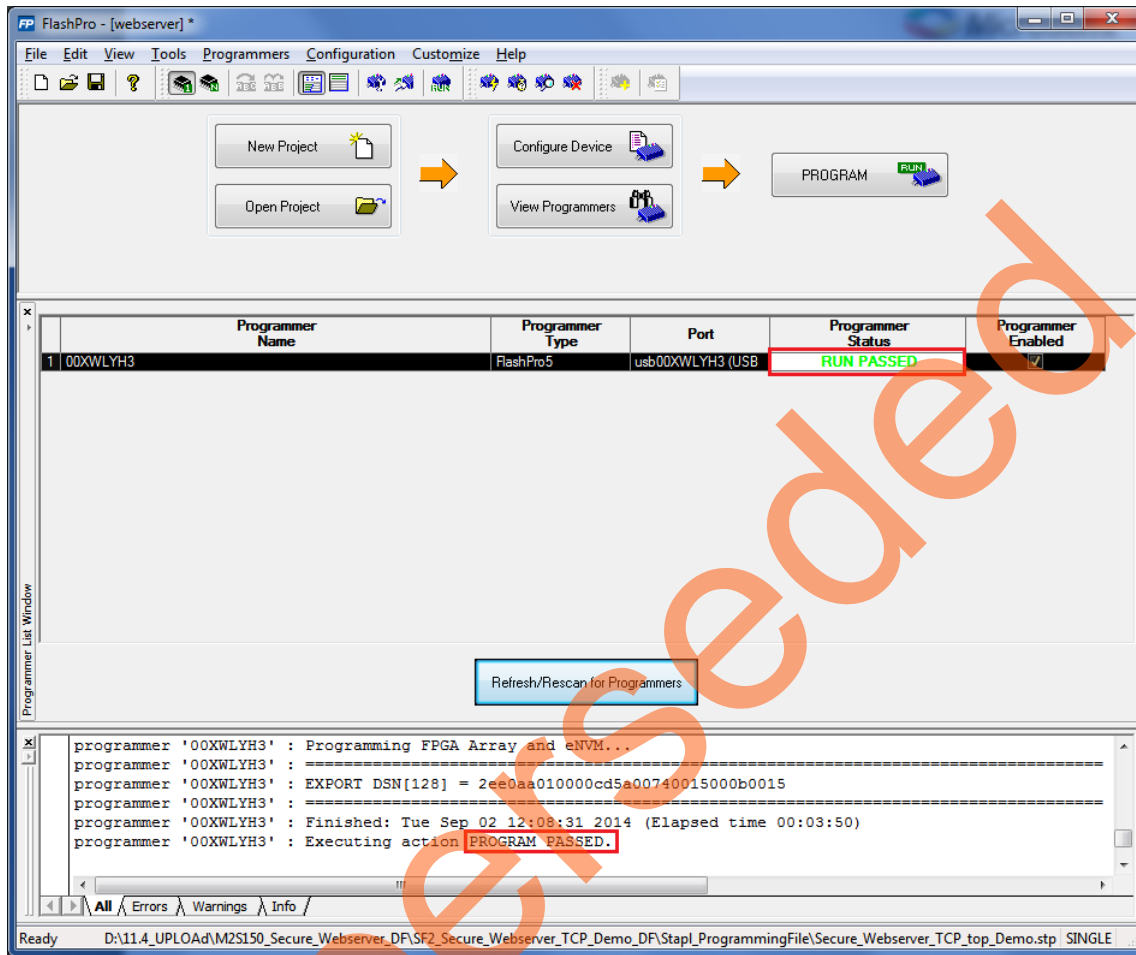 FlashPro - [webserver] *
File Edit View Tools Programmers Configuration Customize Help
New Project
Configure Device
PROGRAM
RUN
Open Project
View Programmers
Programmer Name
Programmer Type
Port
Programmer Status
Programmer Enabled
1 00XWLYH3 FlashPro5 usb00XWLYH3 (USB RUN PASSED
Programmer List Window
Refresh/Rescan for Programmers
programmer '00XWLYH3' : Programming FPGA Array and eNVM...
programmer '00XWLYH3' : ================================================================================
programmer '00XWLYH3' : EXPORT DSN[128] = 2ee0aa010000cd5a00740015000b0015
programmer '00XWLYH3' : ================================================================================
programmer '00XWLYH3' : Finished: Tue Sep 02 12:08:31 2014 (Elapsed time 00:03:50)
programmer '00XWLYH3' : Executing action PROGRAM PASSED.
All Errors Warnings Info
Ready D:\11.4_UPLOAd\M2S150_Secure_Webserver_DF\SF2_Secure_Webserver_TCP_Demo_DF\Stapl_ProgrammingFile\Secure_Webserver_TCP_top_Demo.stp SINGLE
erseded